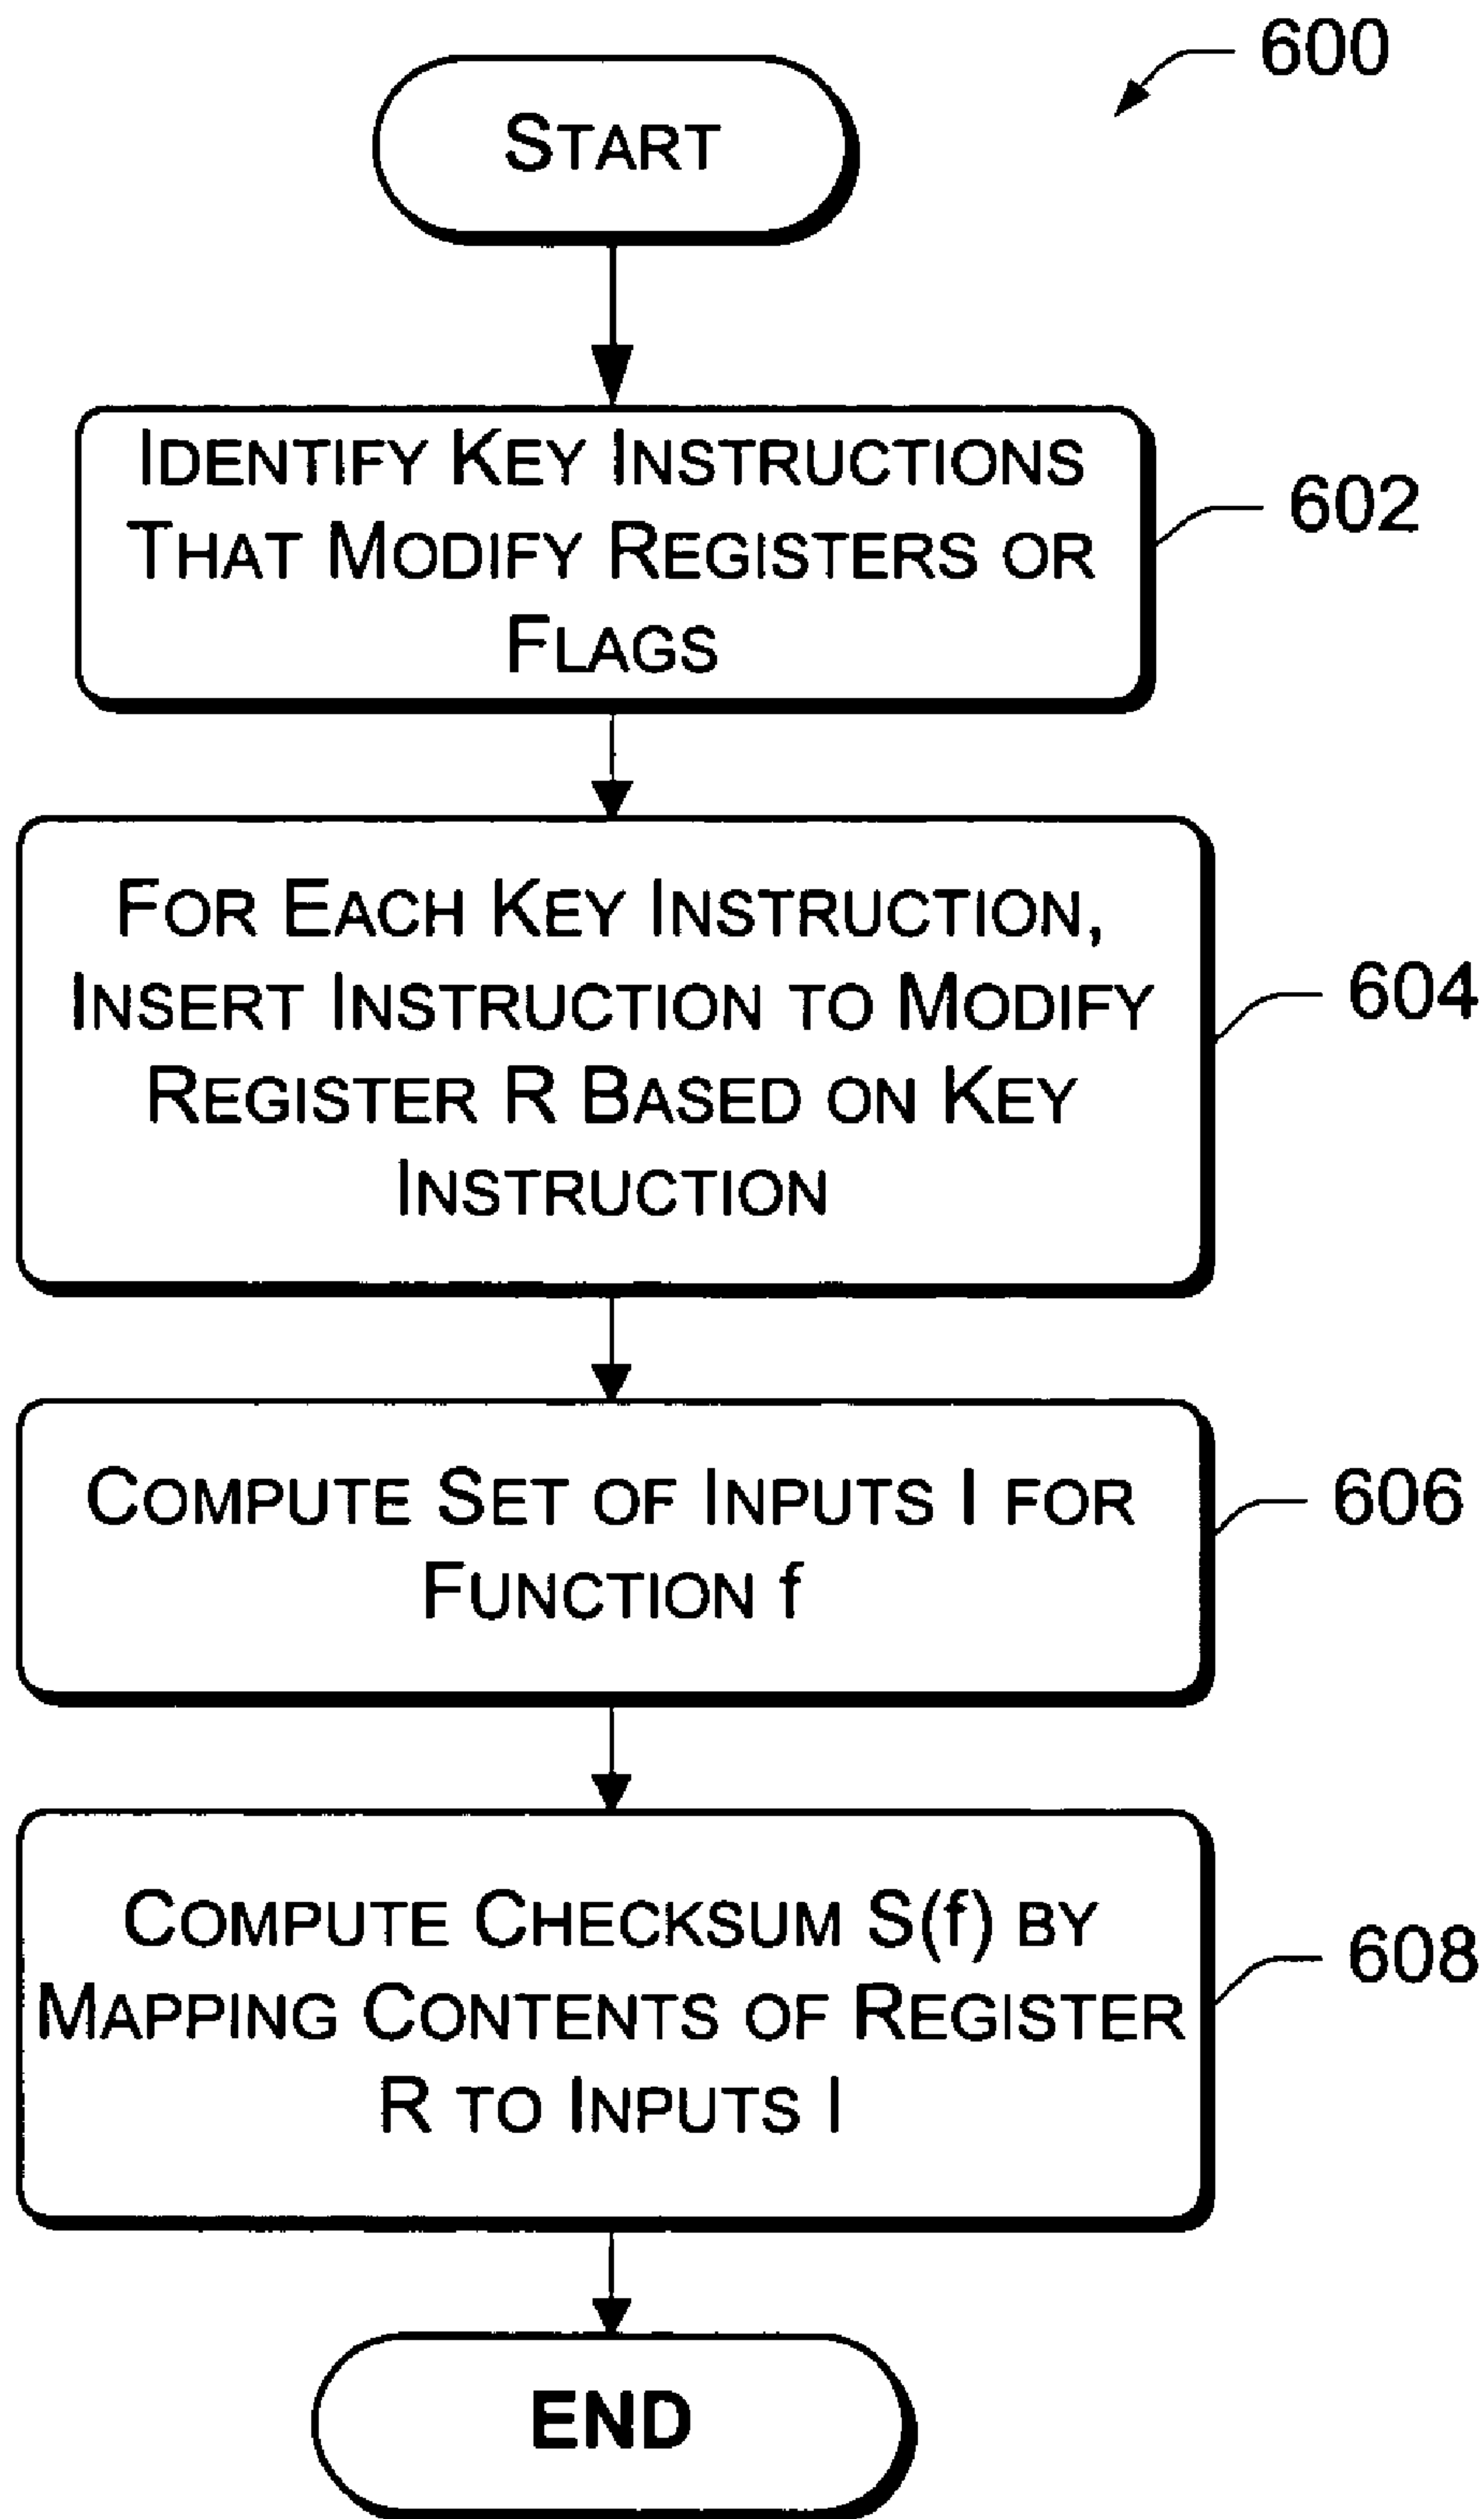 600
START
IDENTIFY KEY INSTRUCTIONS
THAT MODIFY REGISTERS OR
FLAGS
602
FOR EACH KEY INSTRUCTION,
INSERT INSTRUCTION TO MODIFY
REGISTER R BASED ON KEY
INSTRUCTION
604
COMPUTE SET OF INPUTS I FOR
FUNCTION f
606
COMPUTE CHECKSUM S(f) BY
MAPPING CONTENTS OF REGISTER
R TO INPUTS I
608
END